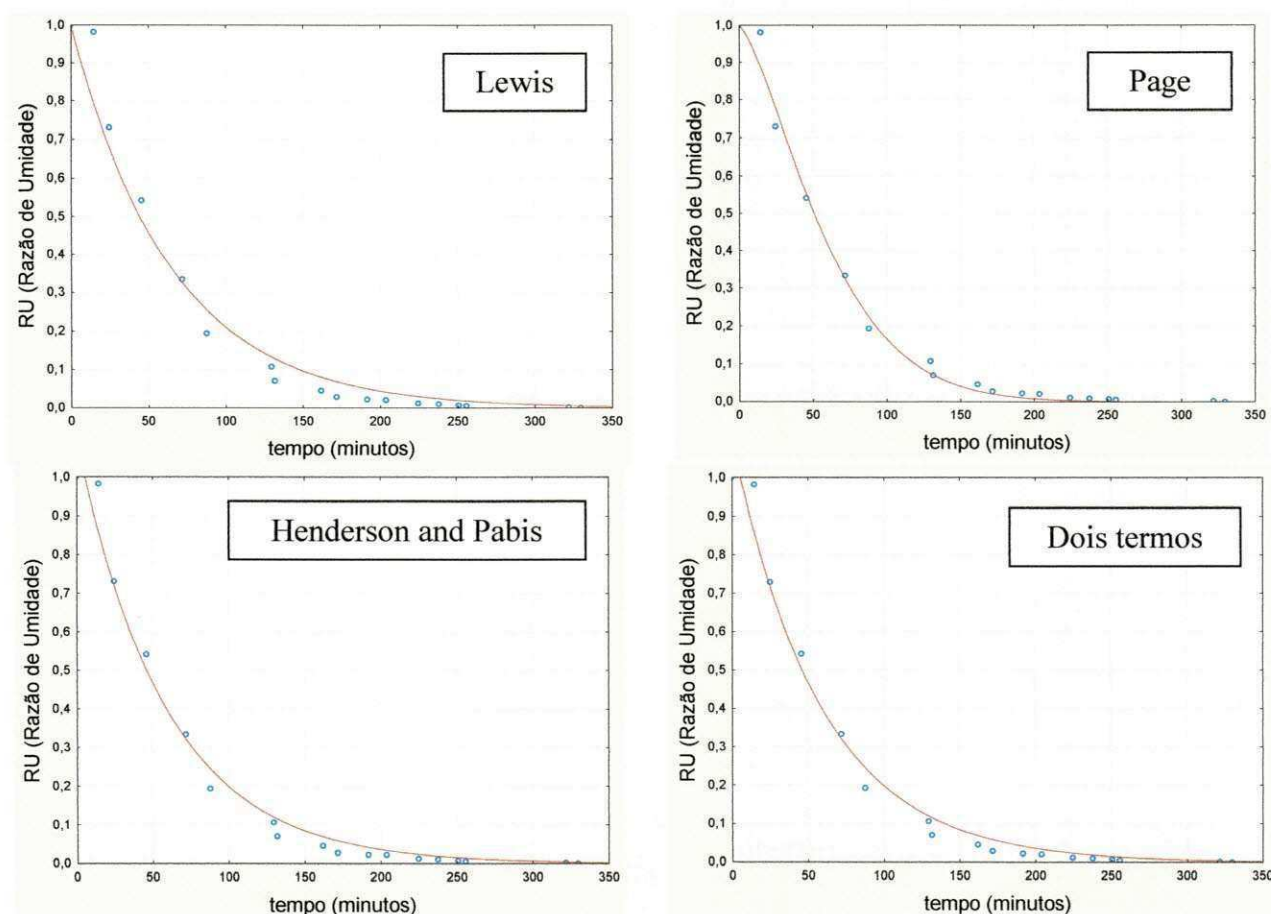 1,0
0,9
0,8
0,7
0,6
0,5
0,4
0,3
0,2
0,1
0,0
RU (Razão de Umidade)
Lewis
0 50 100 150 200 250 300 350
tempo (minutos)
1,0
0,9
0,8
0,7
0,6
0,5
0,4
0,3
0,2
0,1
0,0
RU (Razão de Umidade)
Page
0 50 100 150 200 250 300 350
tempo (minutos)
1,0
0,9
0,8
0,7
0,6
0,5
0,4
0,3
0,2
0,1
0,0
RU (Razão de Umidade)
Henderson and Pabis
0 50 100 150 200 250 300 350
tempo (minutos)
1,0
0,9
0,8
0,7
0,6
0,5
0,4
0,3
0,2
0,1
0,0
RU (Razão de Umidade)
Dois termos
0 50 100 150 200 250 300 350
tempo (minutos)